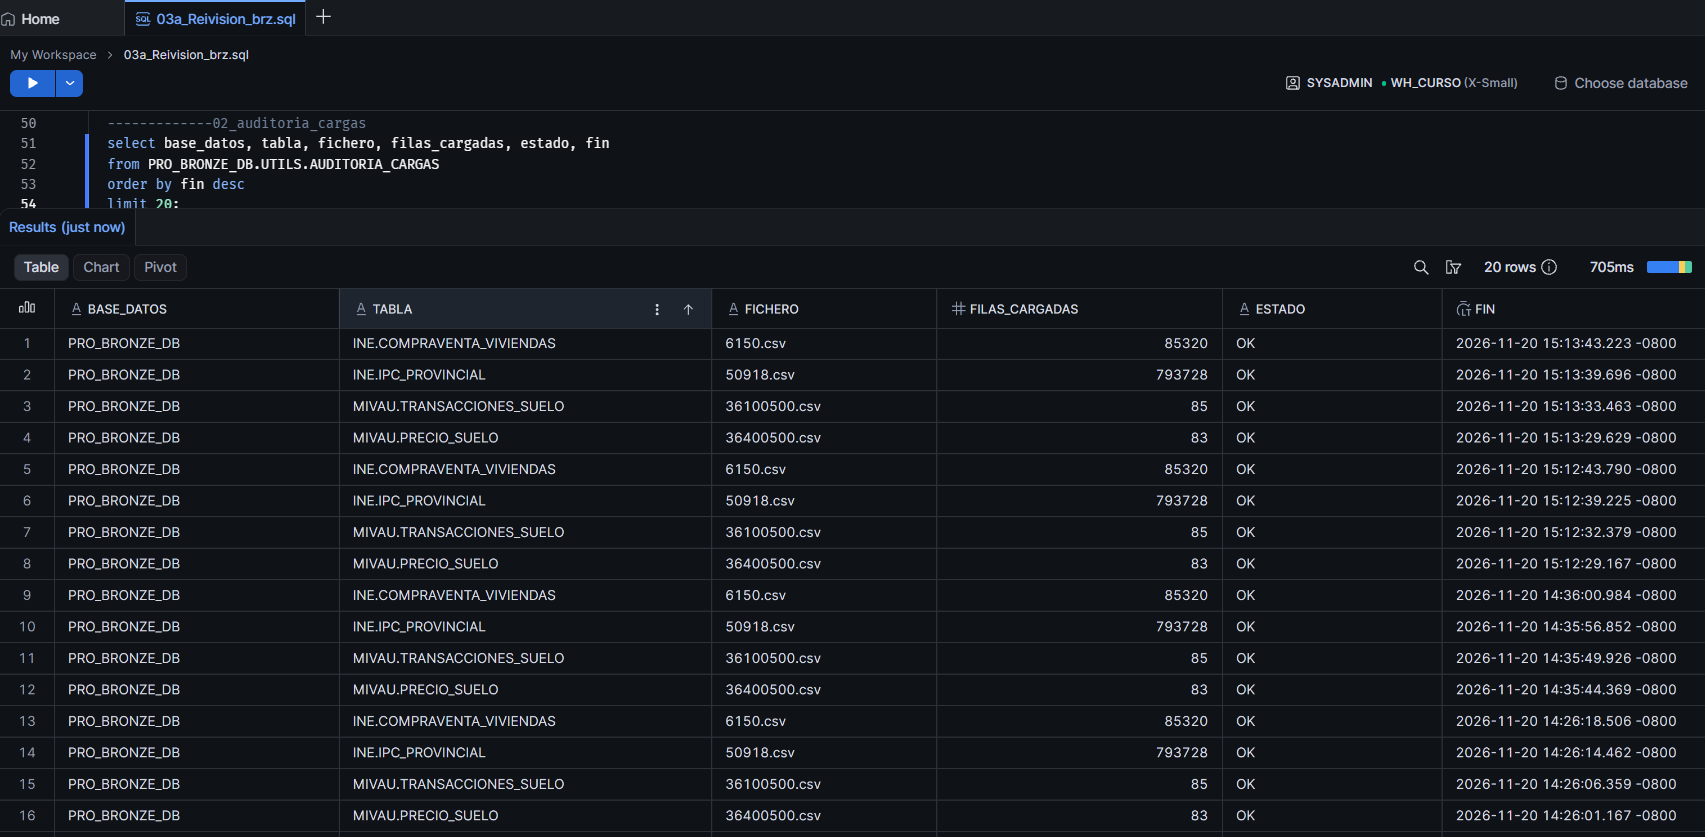 Home
03a_Reivision_brz.sql
My Workspace > 03a_Reivision_brz.sql
SYSADMIN WH_CURSO (X-Small) Choose database
50 -------------02_auditoria_cargas
51 select base_datos, tabla, fichero, filas_cargadas, estado, fin
52 from PRO_BRONZE_DB.UTILS.AUDITORIA_CARGAS
53 order by fin desc
54 limit 20;
Results (just now)
Table Chart Pivot
20 rows 705ms
BASE_DATOS TABLA FICHERO FILAS_CARGADAS ESTADO FIN
1 PRO_BRONZE_DB INE.COMPRAVENTA_VIVIENDAS 6150.csv 85320 OK 2026-11-20 15:13:43.223 -0800
2 PRO_BRONZE_DB INE.IPC_PROVINCIAL 50918.csv 793728 OK 2026-11-20 15:13:39.696 -0800
3 PRO_BRONZE_DB MIVAU.TRANSACCIONES_SUELO 36100500.csv 85 OK 2026-11-20 15:13:33.463 -0800
4 PRO_BRONZE_DB MIVAU.PRECIO_SUELO 36400500.csv 83 OK 2026-11-20 15:13:29.629 -0800
5 PRO_BRONZE_DB INE.COMPRAVENTA_VIVIENDAS 6150.csv 85320 OK 2026-11-20 15:12:43.790 -0800
6 PRO_BRONZE_DB INE.IPC_PROVINCIAL 50918.csv 793728 OK 2026-11-20 15:12:39.225 -0800
7 PRO_BRONZE_DB MIVAU.TRANSACCIONES_SUELO 36100500.csv 85 OK 2026-11-20 15:12:32.379 -0800
8 PRO_BRONZE_DB MIVAU.PRECIO_SUELO 36400500.csv 83 OK 2026-11-20 15:12:29.167 -0800
9 PRO_BRONZE_DB INE.COMPRAVENTA_VIVIENDAS 6150.csv 85320 OK 2026-11-20 14:36:00.984 -0800
10 PRO_BRONZE_DB INE.IPC_PROVINCIAL 50918.csv 793728 OK 2026-11-20 14:35:56.852 -0800
11 PRO_BRONZE_DB MIVAU.TRANSACCIONES_SUELO 36100500.csv 85 OK 2026-11-20 14:35:49.926 -0800
12 PRO_BRONZE_DB MIVAU.PRECIO_SUELO 36400500.csv 83 OK 2026-11-20 14:35:44.369 -0800
13 PRO_BRONZE_DB INE.COMPRAVENTA_VIVIENDAS 6150.csv 85320 OK 2026-11-20 14:26:18.506 -0800
14 PRO_BRONZE_DB INE.IPC_PROVINCIAL 50918.csv 793728 OK 2026-11-20 14:26:14.462 -0800
15 PRO_BRONZE_DB MIVAU.TRANSACCIONES_SUELO 36100500.csv 85 OK 2026-11-20 14:26:06.359 -0800
16 PRO_BRONZE_DB MIVAU.PRECIO_SUELO 36400500.csv 83 OK 2026-11-20 14:26:01.167 -0800